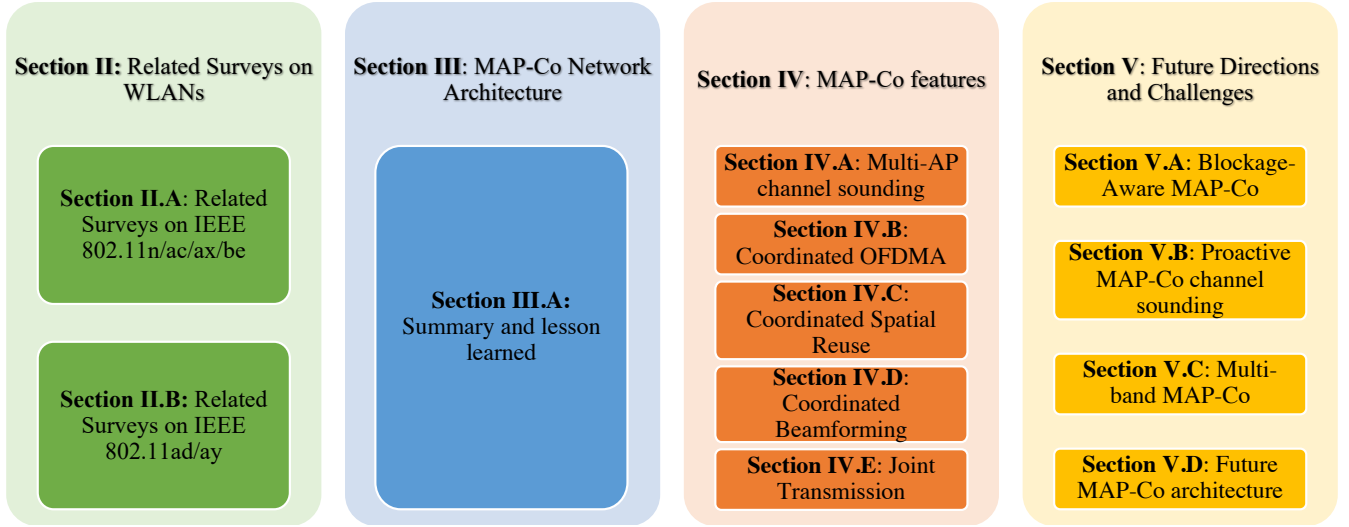 Section II: Related Surveys on
WLANs
Section II.A: Related
Surveys on IEEE
802.11n/ac/ax/be
Section II.B: Related
Surveys on IEEE
802.11ad/ay
Section III: MAP-Co Network
Architecture
Section III.A:
Summary and lesson
learned
Section IV: MAP-Co features
Section IV.A: Multi-AP
channel sounding
Section IV.B:
Coordinated OFDMA
Section IV.C:
Coordinated Spatial
Reuse
Section IV.D:
Coordinated
Beamforming
Section IV.E: Joint
Transmission
Section V: Future Directions
and Challenges
Section V.A: Blockage-
Aware MAP-Co
Section V.B: Proactive
MAP-Co channel
sounding
Section V.C: Multi-
band MAP-Co
Section V.D: Future
MAP-Co architecture